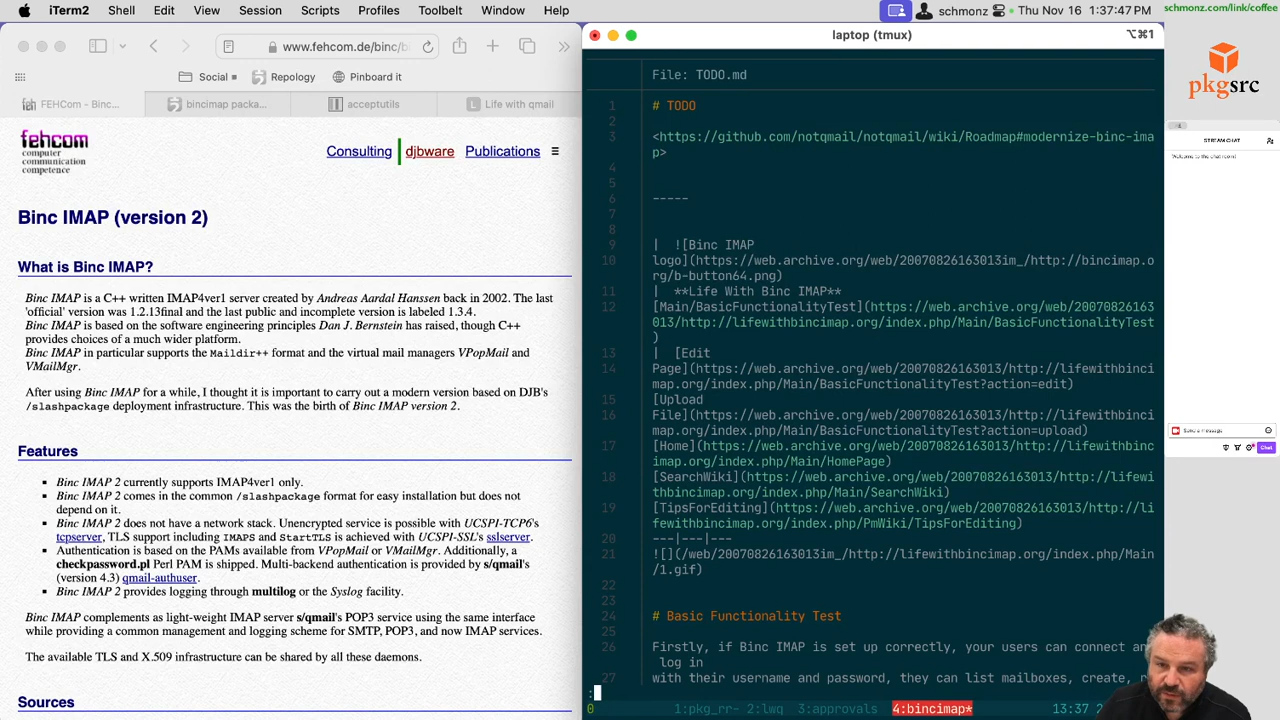 iTerm2 Shell Edit View Session Scripts Profiles Toolbelt Window Help
schmonz Thu Nov 16 1:37:47 PM
schmonz.com/link/coffee
www.fehcom.de/binc/b
Social Repology Pinboard it
FEHCom - Binc... bincimap packa... acceptutils Life with qmail
fehcom
computer
communication
competence
Consulting djbware Publications ≡
Binc IMAP (version 2)
What is Binc IMAP?
Binc IMAP is a C++ written IMAP4ver1 server created by Andreas Aardal Hanssen back in 2002. The last
'official' version was 1.2.13final and the last public and incomplete version is labeled 1.3.4.
Binc IMAP is based on the software engineering principles Dan J. Bernstein has raised, though C++
provides choices of a much wider platform.
Binc IMAP in particular supports the Maildir++ format and the virtual mail managers VPopMail and
VMailMgr.
After using Binc IMAP for a while, I thought it is important to carry out a modern version based on DJB's
/slashpackage deployment infrastructure. This was the birth of Binc IMAP version 2.
Features
Binc IMAP 2 currently supports IMAP4ver1 only.
Binc IMAP 2 comes in the common /slashpackage format for easy installation but does not
depend on it.
Binc IMAP 2 does not have a network stack. Unencrypted service is possible with UCSPI-TCP6's
tcpserver, TLS support including IMAPS and StartTLS is achieved with UCSPI-SSL's sslserver.
Authentication is based on the PAMs available from VPopMail or VMailMgr. Additionally, a
checkpassword.pl Perl PAM is shipped. Multi-backend authentication is provided by s/qmail's
(version 4.3) qmail-authuser.
Binc IMAP 2 provides logging through multilog or the Syslog facility.
Binc IMAP complements as light-weight IMAP server s/qmail's POP3 service using the same interface
while providing a common management and logging scheme for SMTP, POP3, and now IMAP services.
The available TLS and X.509 infrastructure can be shared by all these daemons.
Sources
laptop (tmux)
⌥⌘1
File: TODO.md
1 # TODO
2
3 <https://github.com/notqmail/notqmail/wiki/Roadmap#modernize-binc-ima
p>
4
5
6 -----
7
8
9 | ![Binc IMAP
10 logo](https://web.archive.org/web/20070826163013im_/http://bincimap.o
rg/b-button64.png)
11 | **Life With Binc IMAP**
12 [Main/BasicFunctionalityTest](https://web.archive.org/web/20070826163
013/http://lifewithbincimap.org/index.php/Main/BasicFunctionalityTest
)
13 | [Edit
14 Page](https://web.archive.org/web/20070826163013/http://lifewithbinci
map.org/index.php/Main/BasicFunctionalityTest?action=edit)
15 [Upload
16 File](https://web.archive.org/web/20070826163013/http://lifewithbinci
map.org/index.php/Main/BasicFunctionalityTest?action=upload)
17 [Home](https://web.archive.org/web/20070826163013/http://lifewithbinc
imap.org/index.php/Main/HomePage)
18 [SearchWiki](https://web.archive.org/web/20070826163013/http://lifewi
thbincimap.org/index.php/Main/SearchWiki)
19 [TipsForEditing](https://web.archive.org/web/20070826163013/http://li
fewithbincimap.org/index.php/PmWiki/TipsForEditing)
20 ---|---|---
21 ![](/web/20070826163013im_/http://lifewithbincimap.org/index.php/Main
/1.gif)
22
23
24 # Basic Functionality Test
25
26 Firstly, if Binc IMAP is set up correctly, your users can connect an
log in
27 with their username and password, they can list mailboxes, create, r
:
0 1:pkg_rr- 2:lwq 3:approvals 4:bincimap* 13:37 2
pkgsrc
STREAM CHAT
Welcome to the chat room!
Send a message
Chat